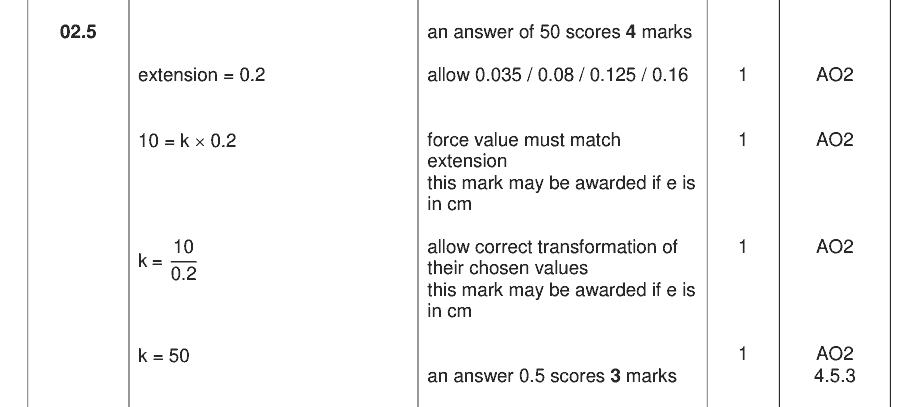 02.5
an answer of 50 scores 4 marks
extension = 0.2
allow 0.035 / 0.08 / 0.125 / 0.16
1
AO2
10 = k × 0.2
force value must match
extension
this mark may be awarded if e is
in cm
1
AO2
k = 10
0.2
allow correct transformation of
their chosen values
this mark may be awarded if e is
in cm
1
AO2
k = 50
1
AO2
an answer 0.5 scores 3 marks
4.5.3